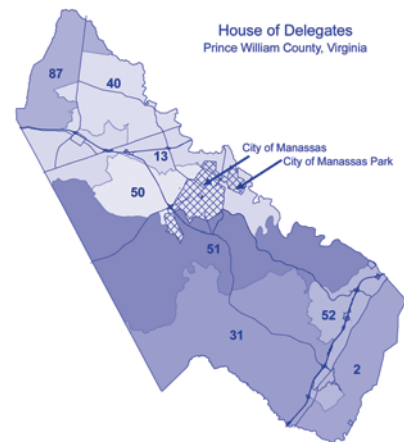 House of Delegates
Prince William County, Virginia
87
40
City of Manassas
City of Manassas Park
13
50
51
52
31
2